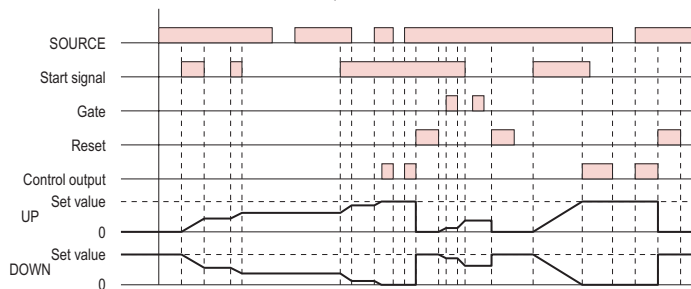 SOURCE
Start signal
Gate
Reset
Control output
Set value
UP
0
Set value
DOWN
0